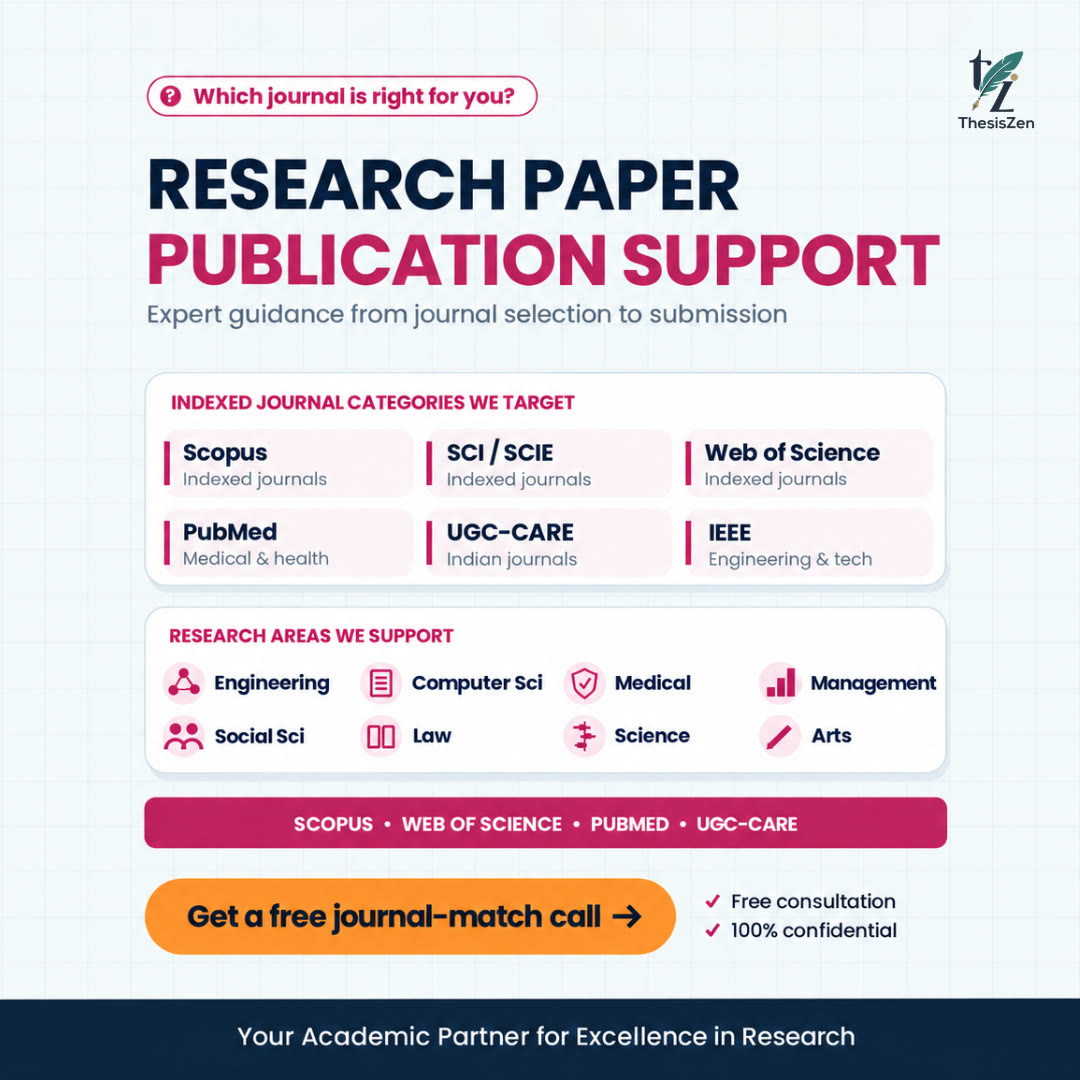 Which journal is right for you?
tz
ThesisZen
RESEARCH PAPER
PUBLICATION SUPPORT
Expert guidance from journal selection to submission
INDEXED JOURNAL CATEGORIES WE TARGET
Scopus
Indexed journals
SCI / SCIE
Indexed journals
Web of Science
Indexed journals
PubMed
Medical & health
UGC-CARE
Indian journals
IEEE
Engineering & tech
RESEARCH AREAS WE SUPPORT
Engineering
Computer Sci
Medical
Management
Social Sci
Law
Science
Arts
SCOPUS • WEB OF SCIENCE • PUBMED • UGC-CARE
Get a free journal-match call →
✓ Free consultation
✓ 100% confidential
Your Academic Partner for Excellence in Research